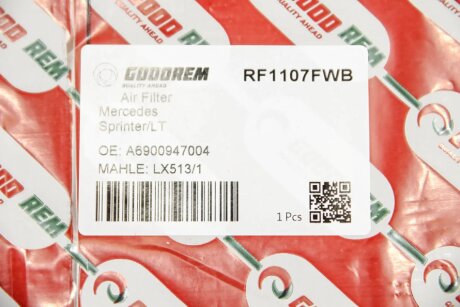 GOODREM
QUALITY AHEAD
RF1107FWB
Air Filter
Mercedes
Sprinter/LT
OE: A6900947004
MAHLE: LX513/1
1 Pcs